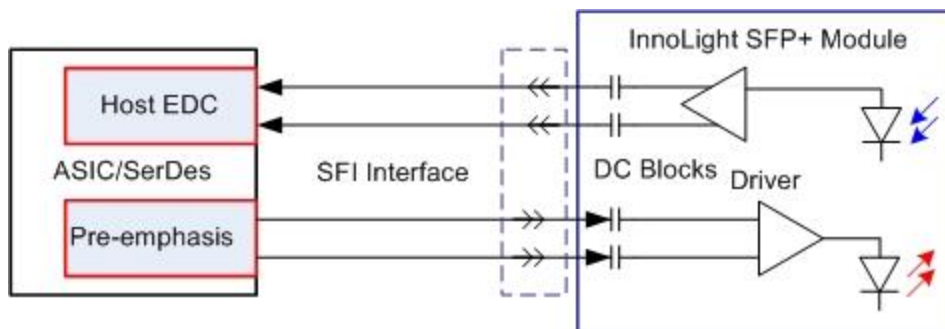 InnoLight SFP+ Module
Host EDC
ASIC/SerDes
SFI Interface
DC Blocks
Driver
Pre-emphasis